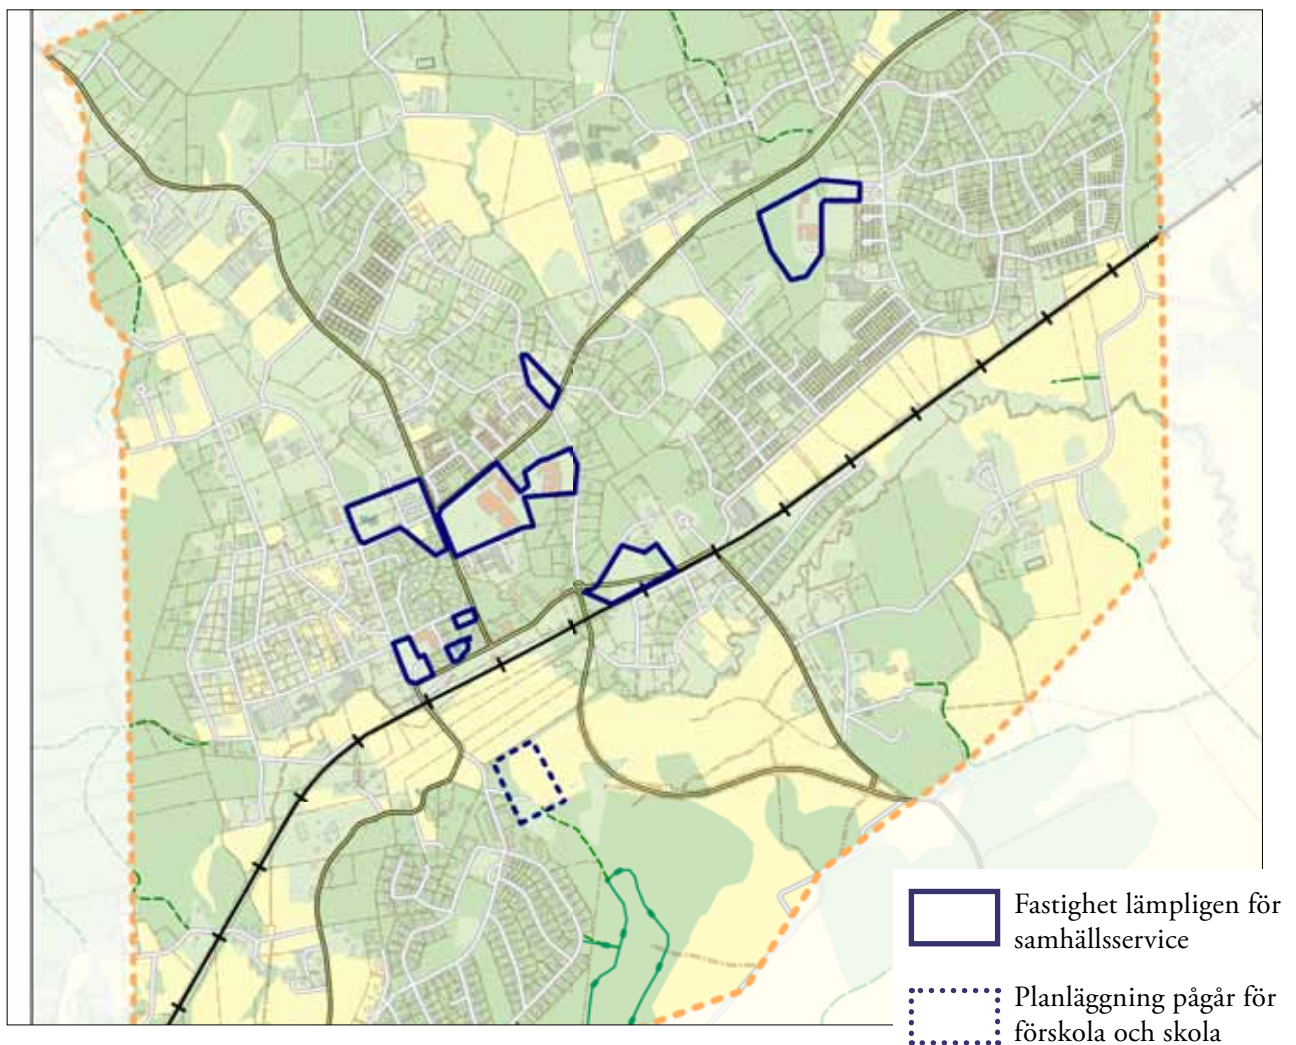 Fastighet lämpligen för
samhällsservice
Planläggning pågår för
förskola och skola